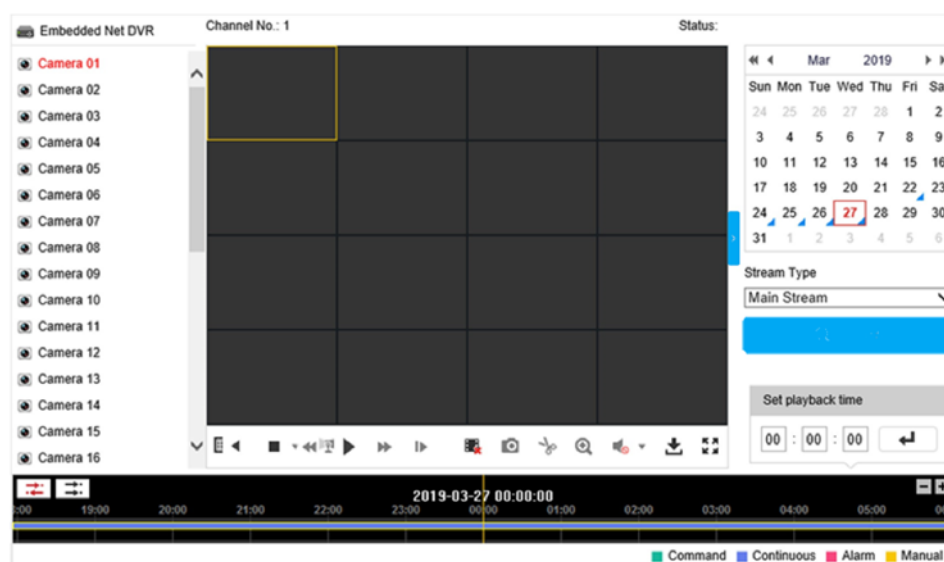 Embedded Net DVR
Camera 01
Camera 02
Camera 03
Camera 04
Camera 05
Camera 06
Camera 07
Camera 08
Camera 09
Camera 10
Camera 11
Camera 12
Camera 13
Camera 14
Camera 15
Camera 16
Channel No.: 1 Status:
Mar 2019
Sun Mon Tue Wed Thu Fri Sa
24 25 26 27 28 1 2
3 4 5 6 7 8 9
10 11 12 13 14 15 16
17 18 19 20 21 22 23
24 25 26 27 28 29 30
31 1 2 3 4 5 6
Stream Type
Main Stream
Set playback time
00 : 00 : 00
2019-03-27 00:00:00
:00 19:00 20:00 21:00 22:00 23:00 00:00 01:00 02:00 03:00 04:00 05:00
Command Continuous Alarm Manual